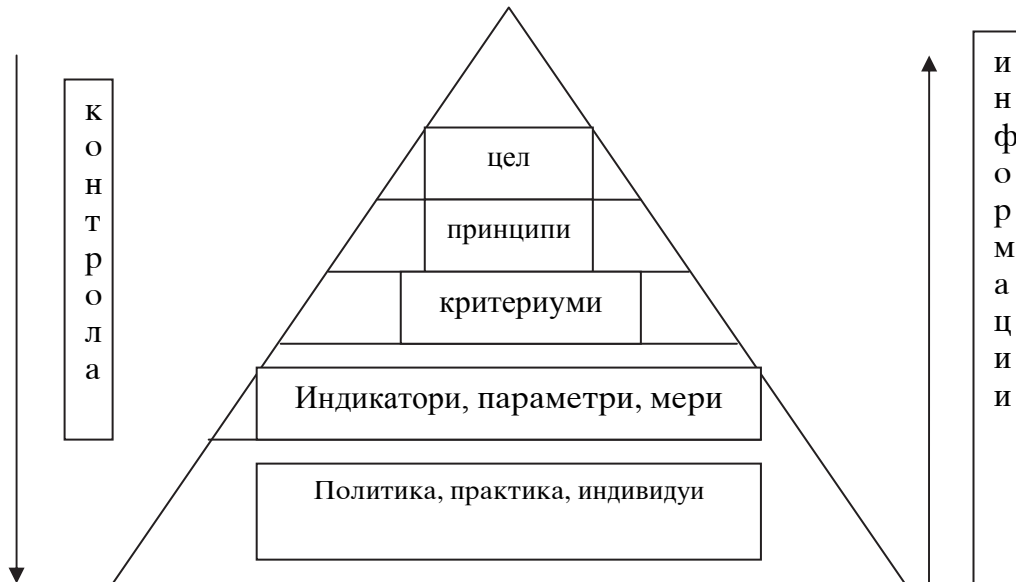 контрола
цел
принципи
критериуми
Индикатори, параметри, мери
Политика, практика, индивидуи
информации